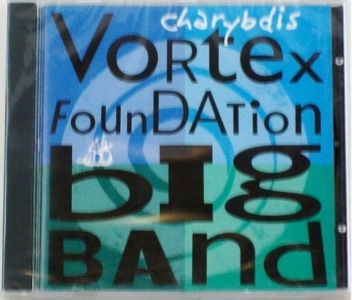 charybdis
VORTEX
FOUNDATION
bIg
BAnd